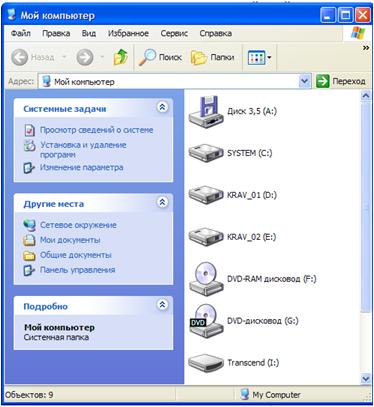 Мой компьютер
Файл Правка Вид Избранное Сервис Справка »
Назад Поиск Папки
Адрес: Мой компьютер Переход
Системные задачи
Просмотр сведений о системе
Установка и удаление
программ
Изменение параметра
Другие места
Сетевое окружение
Мои документы
Общие документы
Панель управления
Подробно
Мой компьютер
Системная папка
Диск 3,5 (A:)
SYSTEM (C:)
KRAV_01 (D:)
KRAV_02 (E:)
DVD-RAM дисковод (F:)
DVD
DVD-дисковод (G:)
Transcend (I:)
Объектов: 9 My Computer